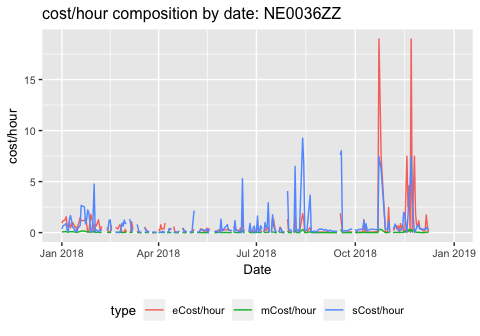 cost/hour composition by date: NE0036ZZ
cost/hour
15
10
5
0
Jan 2018 Apr 2018 Jul 2018 Oct 2018 Jan 2019
Date
type eCost/hour mCost/hour sCost/hour